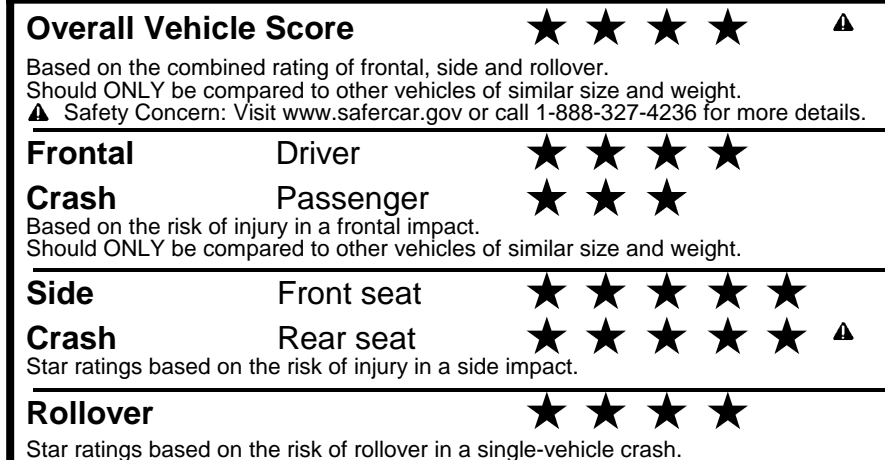 Overall Vehicle Score ★ ★ ★ ★ ⚠
Based on the combined rating of frontal, side and rollover.
Should ONLY be compared to other vehicles of similar size and weight.
⚠ Safety Concern: Visit www.safercar.gov or call 1-888-327-4236 for more details.
Frontal Driver ★ ★ ★ ★
Crash Passenger ★ ★ ★
Based on the risk of injury in a frontal impact.
Should ONLY be compared to other vehicles of similar size and weight.
Side Front seat ★ ★ ★ ★ ★
Crash Rear seat ★ ★ ★ ★ ★ ⚠
Star ratings based on the risk of injury in a side impact.
Rollover ★ ★ ★ ★
Star ratings based on the risk of rollover in a single-vehicle crash.